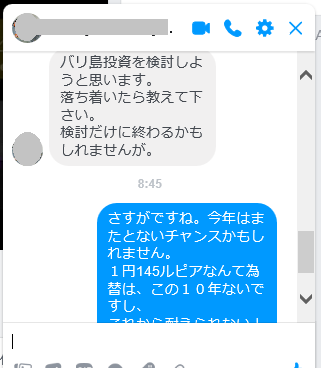 バリ島投資を検討しよ
うと思います。
落ち着いたら教えて下
さい。
検討だけに終わるかも
しれませんが。
8:45
さすがですね。今年はま
たとないチャンスかもし
れません。
１円145ルピアなんて為
替は、この１０年ないで
すし、